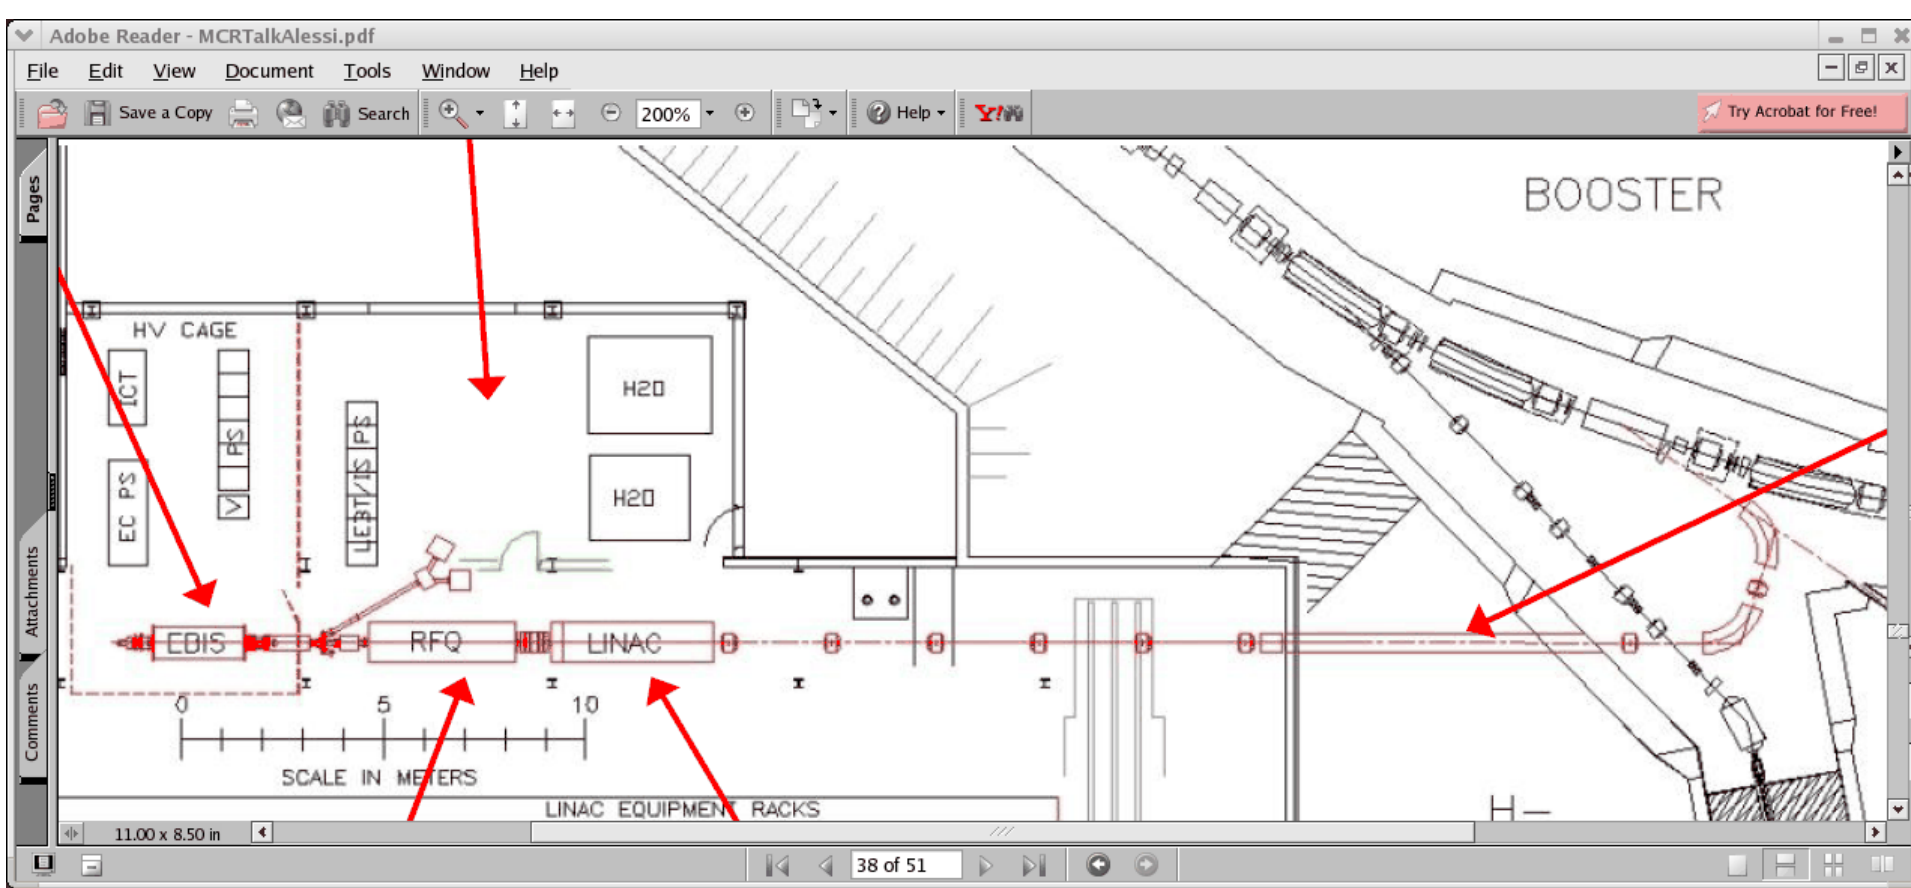 Adobe Reader - MCRTalkAlessi.pdf
File Edit View Document Tools Window Help
Save a Copy Search 200% Help Y! Try Acrobat for Free!
Pages
Attachments
Comments
BOOSTER
HV CAGE
ICT
PS
EC PS
V
LEBT/IS PS
H2O
H2O
EBIS RFQ LINAC
0 5 10
SCALE IN METERS
LINAC EQUIPMENT RACKS
H-
11.00 x 8.50 in
38 of 51